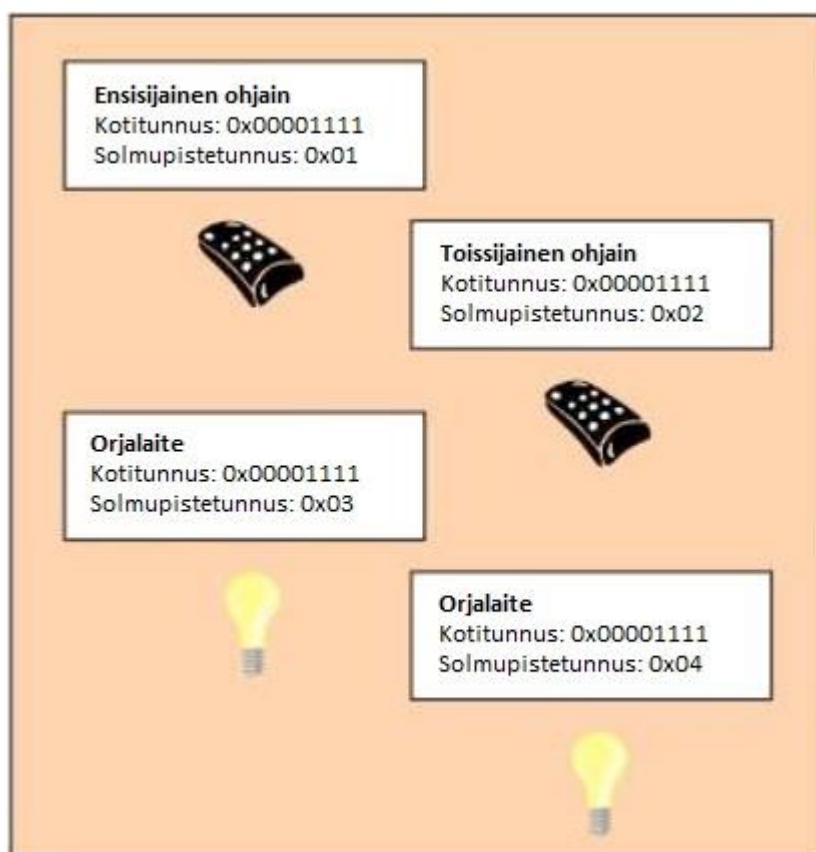 Ensisijainen ohjain
Kotitunnus: 0x00001111
Solmupistetunnus: 0x01
Toissijainen ohjain
Kotitunnus: 0x00001111
Solmupistetunnus: 0x02
Orjalaite
Kotitunnus: 0x00001111
Solmupistetunnus: 0x03
Orjalaite
Kotitunnus: 0x00001111
Solmupistetunnus: 0x04